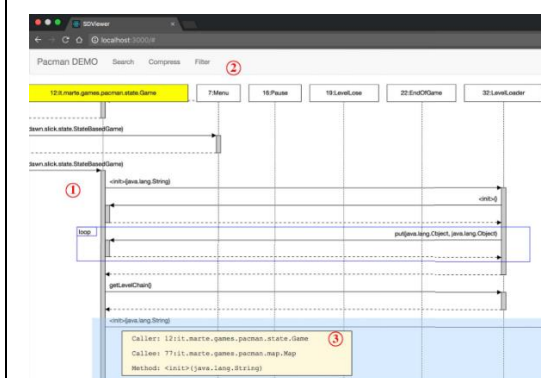 SDViewer
localhost:3000/#
Pacman DEMO Search Compress Filter ②
12:it.marte.games.pacman.state.Game 7:Menu 16:Pause 19:LevelLose 22:EndOfGame 32:LevelLoader
dawn.slick.state.StateBasedGame)
dawn.slick.state.StateBasedGame)
①
<init>(java.lang.String)
<init>()
loop
put(java.lang.Object, java.lang.Object)
getLevelChain()
<init>(java.lang.String)
Caller: 12:it.marte.games.pacman.state.Game ③
Callee: 77:it.marte.games.pacman.map.Map
Method: <init>(java.lang.String)